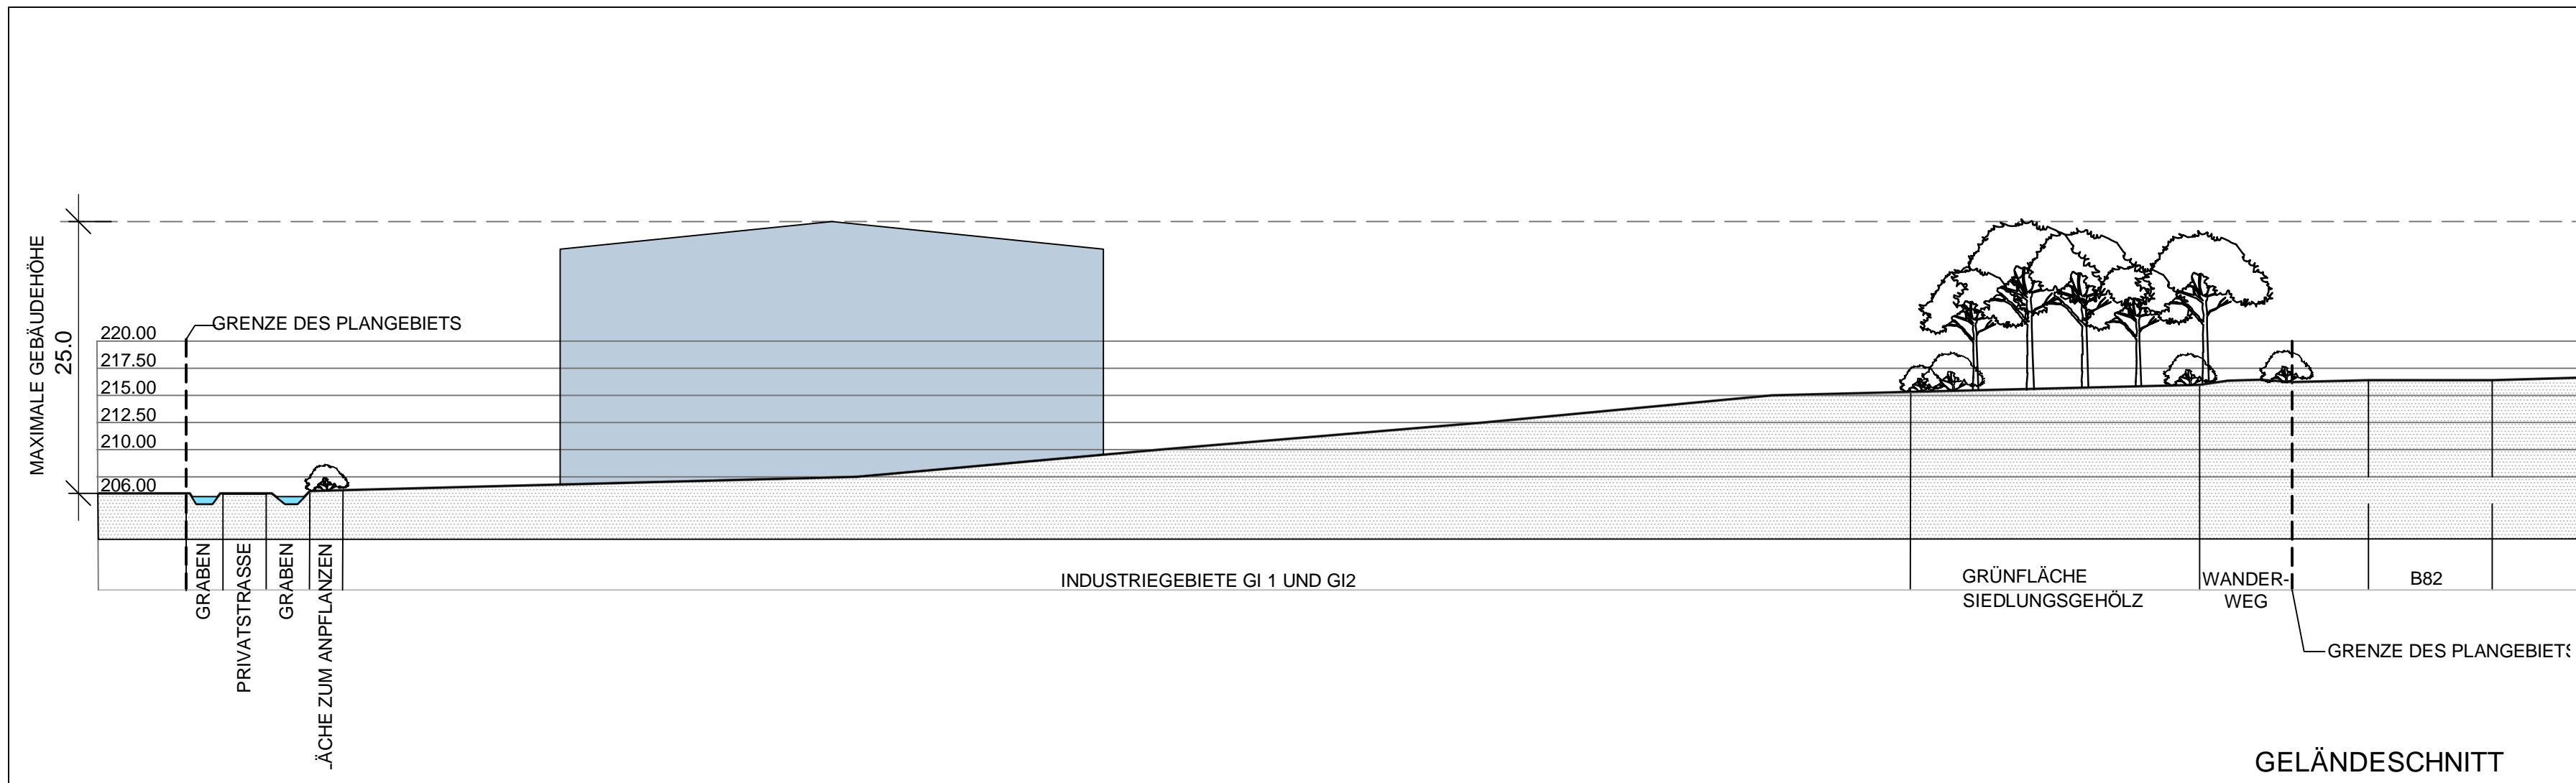 MAXIMALE GEBÄUDEHÖHE
25.0
GRENZE DES PLANGEBIETS
220.00
217.50
215.00
212.50
210.00
206.00
GRABEN
PRIVATSTRASSE
GRABEN
ÄCHE ZUM ANPFLANZEN
INDUSTRIEGEBIETE GI 1 UND GI2
GRÜNFLÄCHE
SIEDLUNGSGEHÖLZ
WANDER-
WEG
B82
GRENZE DES PLANGEBIETS
GELÄNDESCHNITT